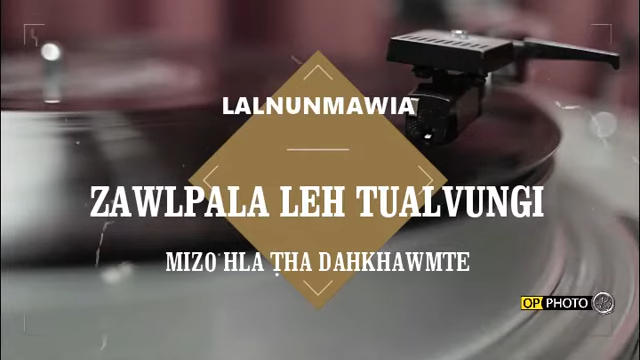 LALNUNMAWIA
ZAWLPALA LEH TUALVUNGI
MIZO HLA ṬHA DAHKHAWMTE
OP PHOTO